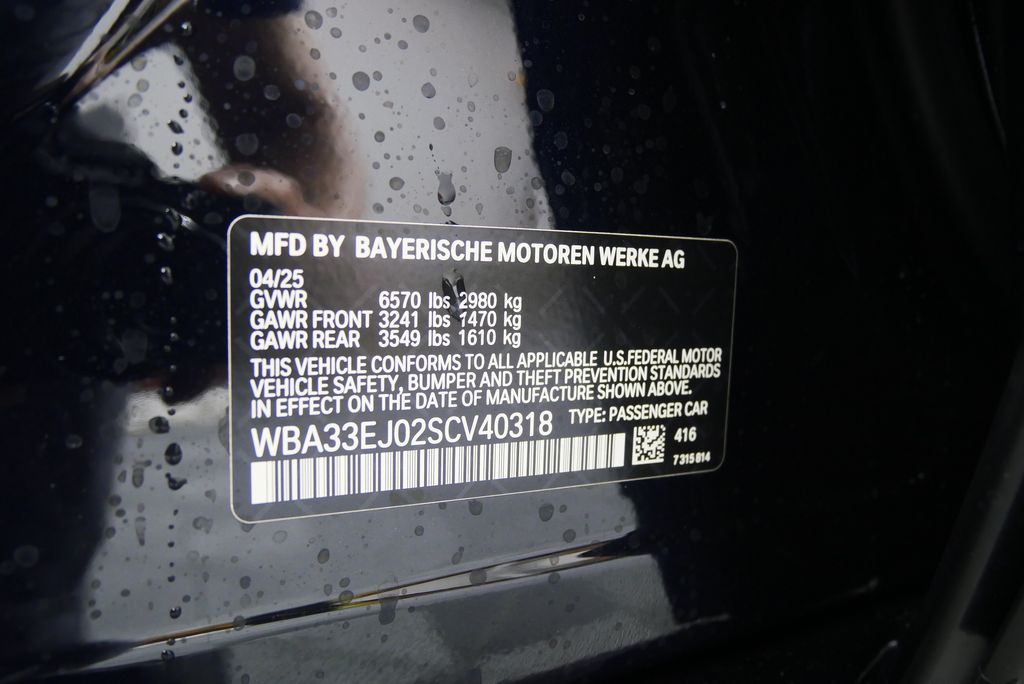 MFD BY BAYERISCHE MOTOREN WERKE AG
04/25
GVWR 6570 lbs 2980 kg
GAWR FRONT 3241 lbs 1470 kg
GAWR REAR 3549 lbs 1610 kg
THIS VEHICLE CONFORMS TO ALL APPLICABLE U.S.FEDERAL MOTOR
VEHICLE SAFETY, BUMPER AND THEFT PREVENTION STANDARDS
IN EFFECT ON THE DATE OF MANUFACTURE SHOWN ABOVE.
WBA33EJ02SCV40318 TYPE: PASSENGER CAR
416
7315814